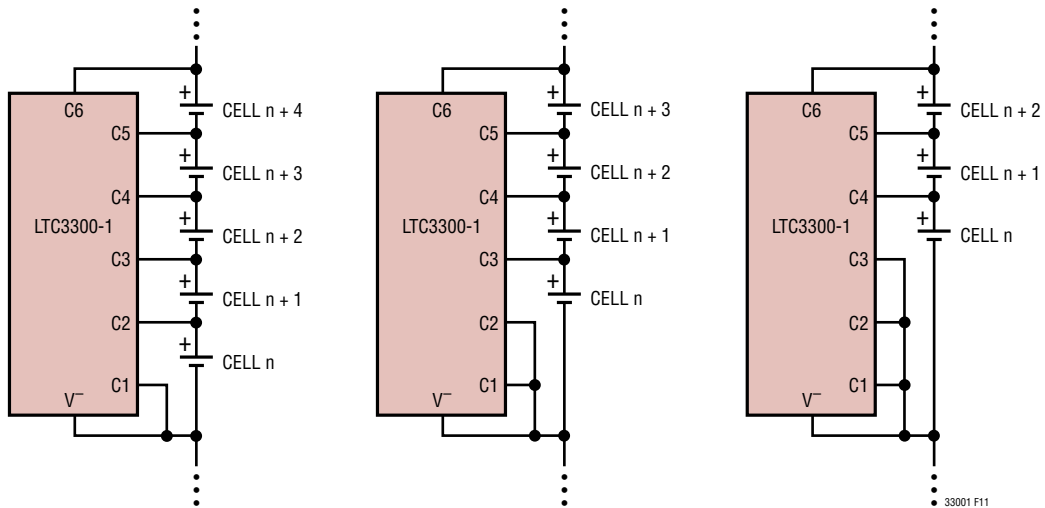 C6
+
CELL n + 4
C5
+
CELL n + 3
C4
+
LTC3300-1
CELL n + 2
C3
+
CELL n + 1
C2
+
CELL n
C1
V–
C6
+
CELL n + 3
C5
+
CELL n + 2
C4
+
LTC3300-1
CELL n + 1
C3
+
CELL n
C2
C1
V–
C6
+
CELL n + 2
C5
+
CELL n + 1
C4
+
LTC3300-1
CELL n
C3
C2
C1
V–
33001 F11